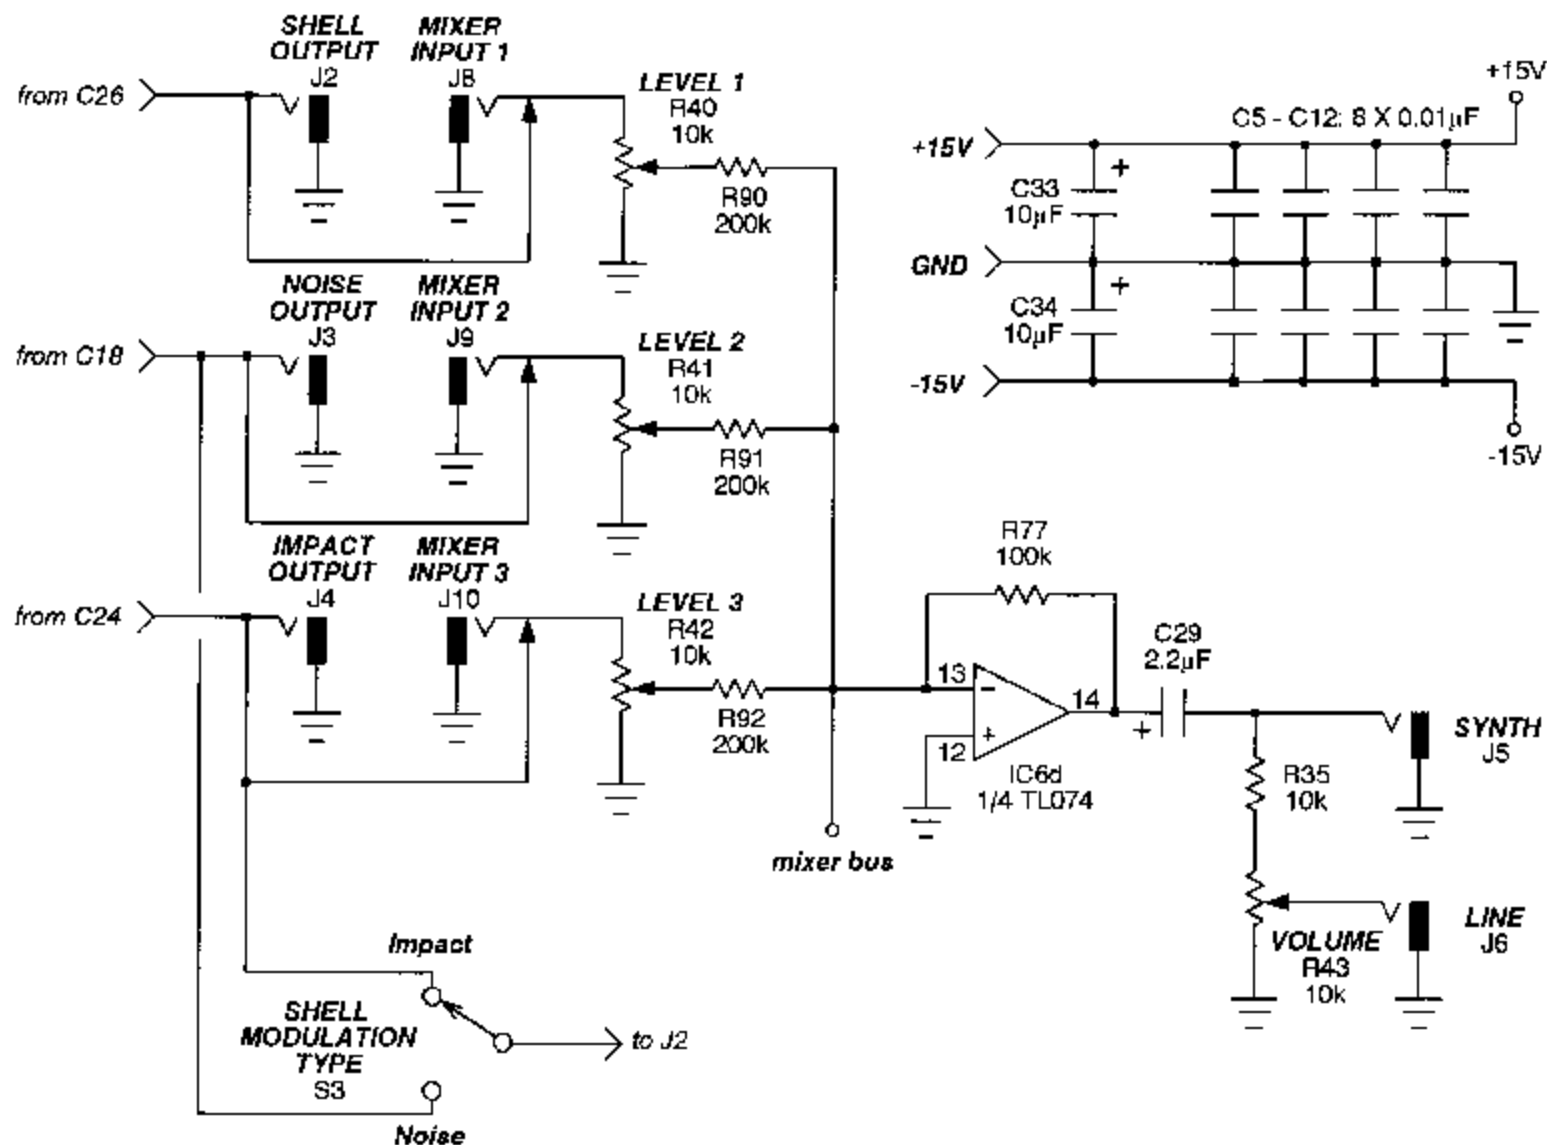 SHELL
OUTPUT
J2
MIXER
INPUT 1
J8
from C26
LEVEL 1
R40
10k
R90
200k
NOISE
OUTPUT
J3
MIXER
INPUT 2
J9
from C18
LEVEL 2
R41
10k
R91
200k
IMPACT
OUTPUT
J4
MIXER
INPUT 3
J10
from C24
LEVEL 3
R42
10k
R92
200k
mixer bus
Impact
SHELL
MODULATION
TYPE
S3
to J2
Noise
+15V
C5 - C12: 8 X 0.01µF
+15V
+
C33
10µF
GND
+
C34
10µF
-15V
-15V
R77
100k
13
-
14
+
12
IC6d
1/4 TL074
C29
2.2µF
+
SYNTH
J5
R35
10k
VOLUME
R43
10k
LINE
J6